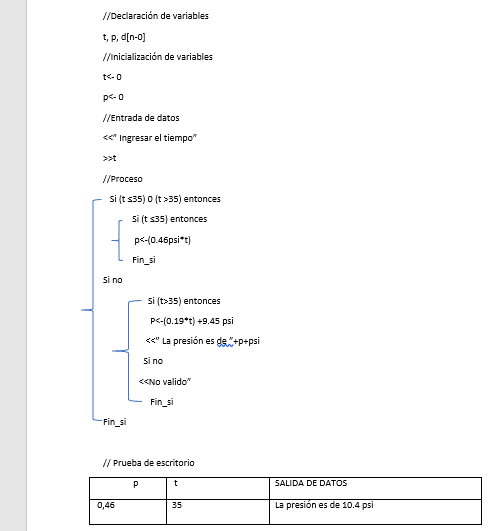 //Declaración de variables
t, p, d[n-0]
//Inicialización de variables
t<- 0
p<- 0
//Entrada de datos
<<" Ingresar el tiempo"
>>t
//Proceso
Si (t ≤35) 0 (t >35) entonces
Si (t ≤35) entonces
p<-(0.46psi*t)
Fin_si
Si no
Si (t>35) entonces
P<-(0.19*t) +9.45 psi
<<" La presión es de "+p+psi
Si no
<<No valido"
Fin_si
Fin_si
// Prueba de escritorio
p t SALIDA DE DATOS
0,46 35 La presión es de 10.4 psi